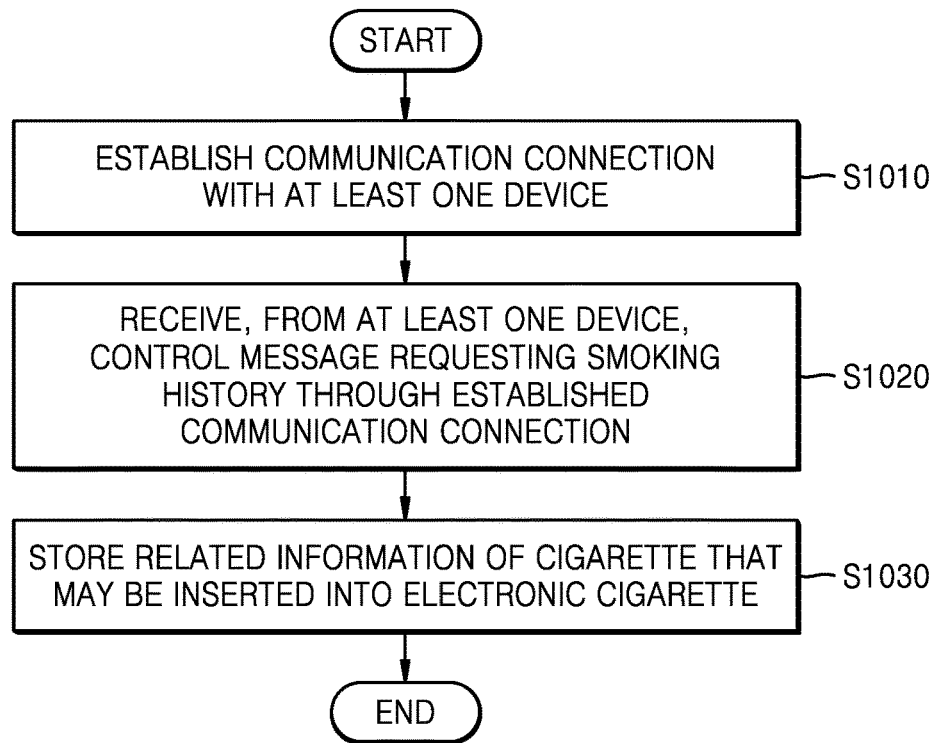 START
ESTABLISH COMMUNICATION CONNECTION
WITH AT LEAST ONE DEVICE
S1010
RECEIVE, FROM AT LEAST ONE DEVICE,
CONTROL MESSAGE REQUESTING SMOKING
HISTORY THROUGH ESTABLISHED
COMMUNICATION CONNECTION
S1020
STORE RELATED INFORMATION OF CIGARETTE THAT
MAY BE INSERTED INTO ELECTRONIC CIGARETTE
S1030
END